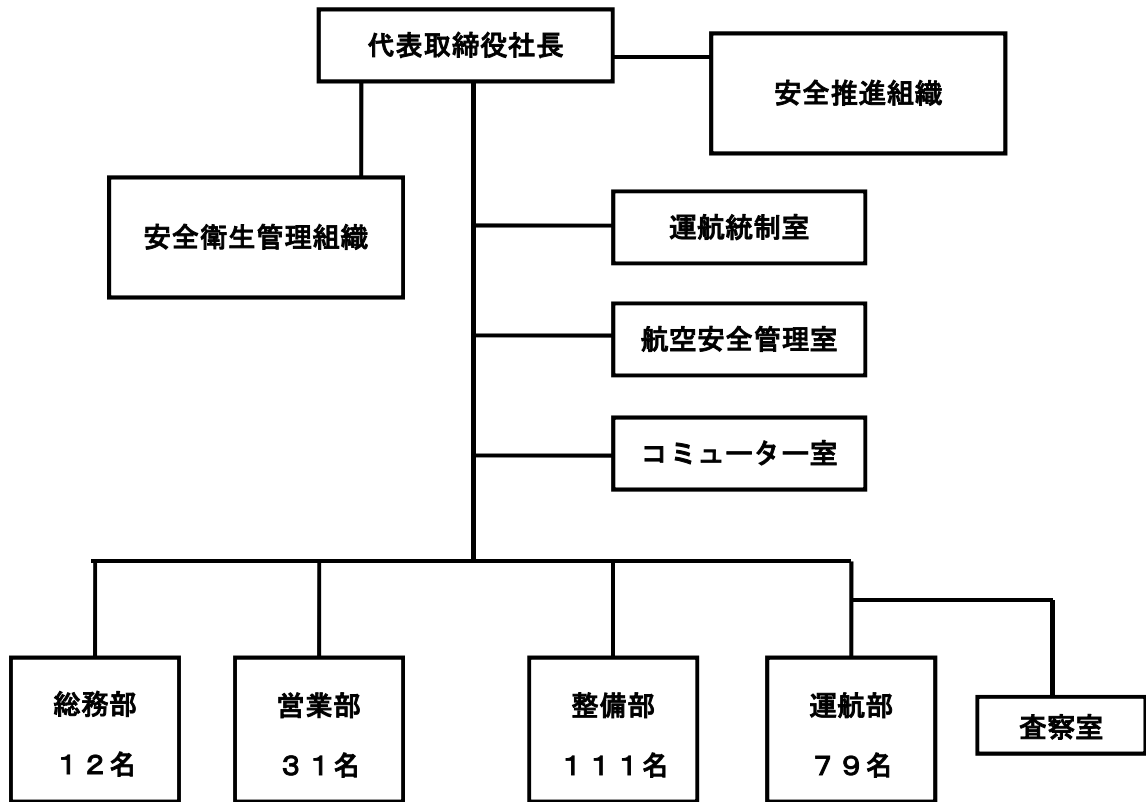 代表取締役社長
安全推進組織
安全衛生管理組織
運航統制室
航空安全管理室
コミューター室
総務部
１２名
営業部
３１名
整備部
１１１名
運航部
７９名
査察室